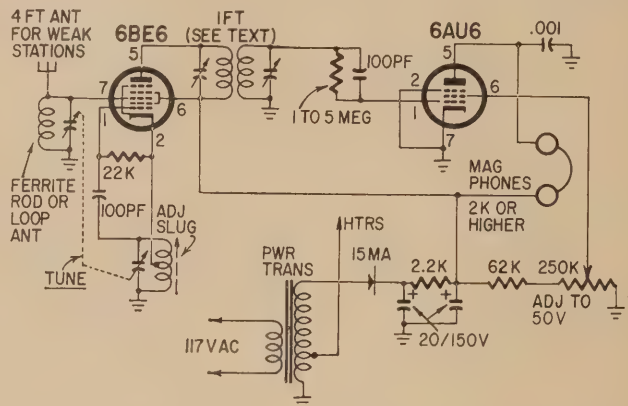 4 FT ANT
FOR WEAK
STATIONS
6BE6
1FT
(SEE TEXT)
6AU6
.001
5
7
1
6
2
100PF
1 TO 5 MEG
5
2
1
6
7
22K
FERRITE
ROD OR
LOOP
ANT
100PF
ADJ
SLUG
TUNE
MAG
PHONES
2K OR
HIGHER
HTRS
PWR
TRANS
15MA
2.2K
62K
250K
ADJ TO
50V
117VAC
+
+
20/150V